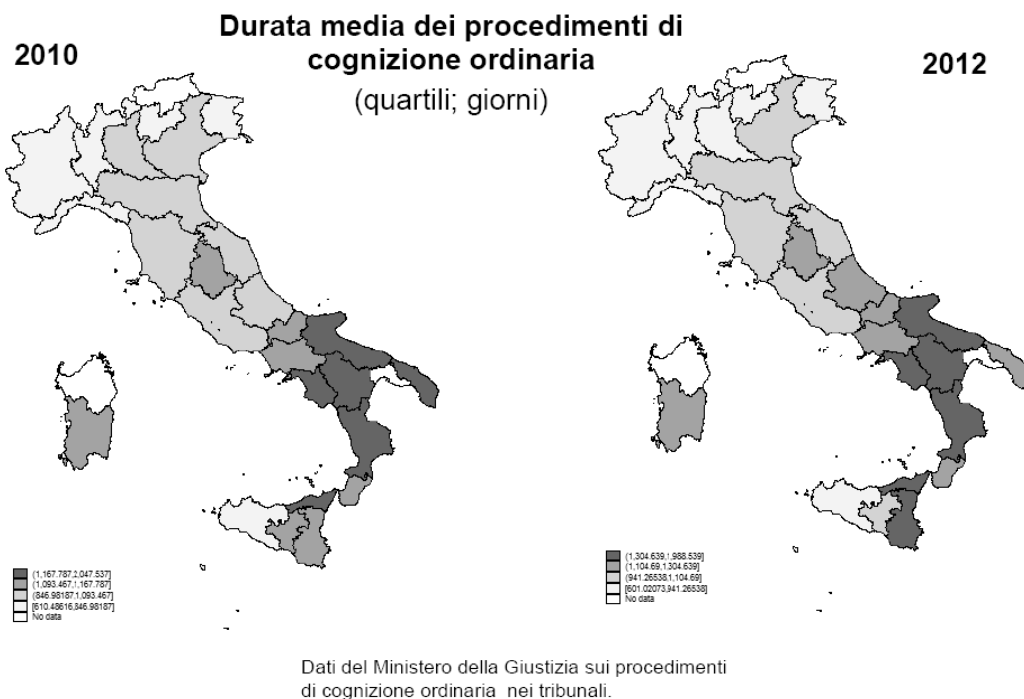 Durata media dei procedimenti di
cognizione ordinaria
(quartili; giorni)
2010
2012
(1,167.787,2,047.537]
(1,093.467,1,167.787]
(846.98187,1,093.467]
[610.48616,846.98187]
No data
(1,304.639,1,988.539]
(1,104.69,1,304.639]
(941.26538,1,104.69]
[601.02073,941.26538]
No data
Dati del Ministero della Giustizia sui procedimenti
di cognizione ordinaria nei tribunali.